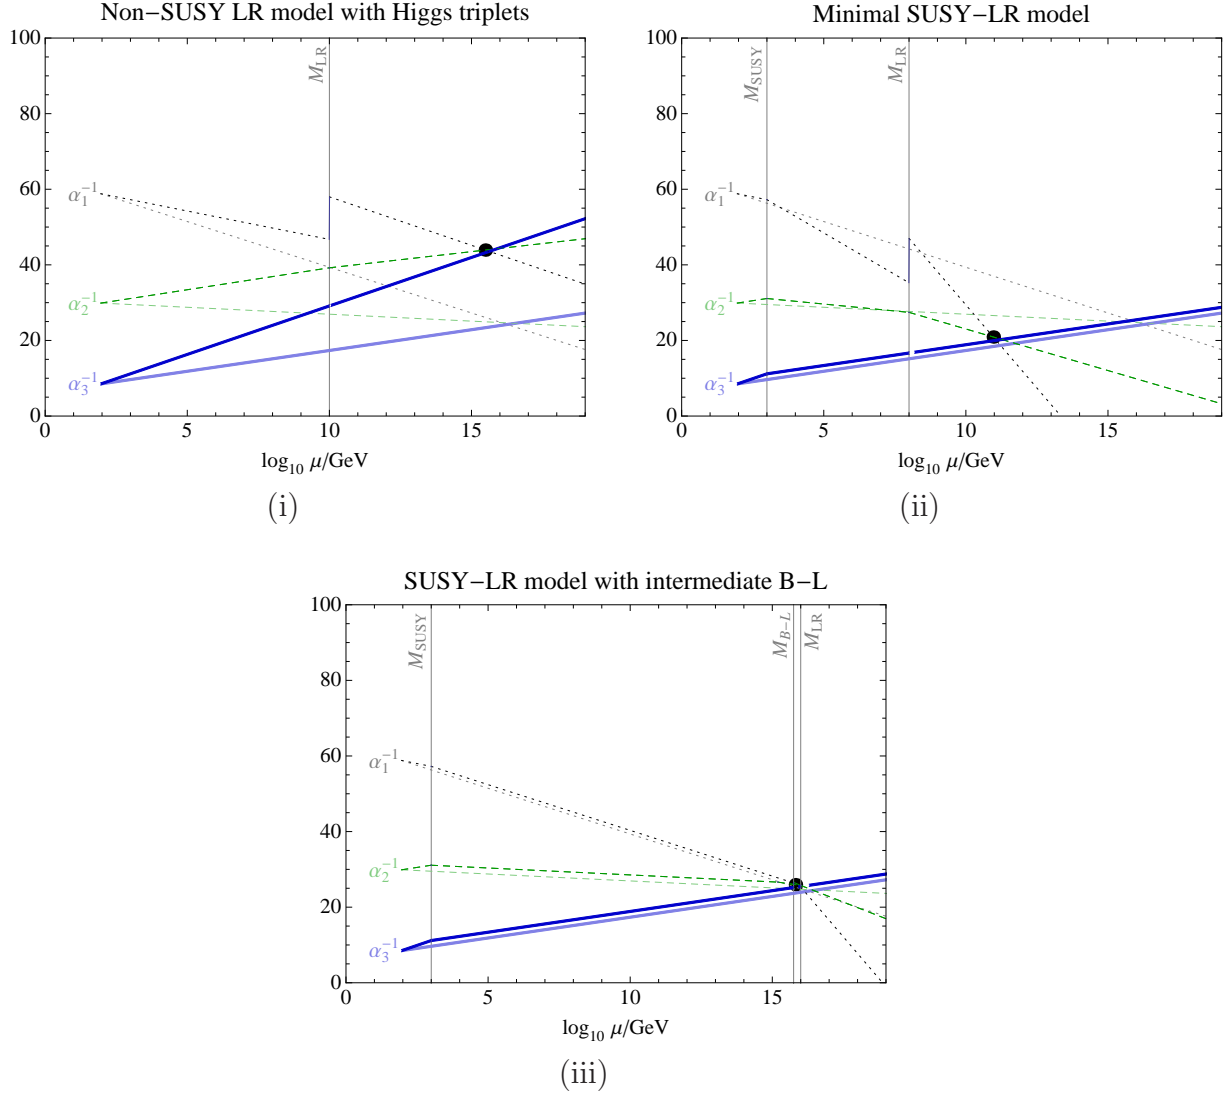 Non−SUSY LR model with Higgs triplets
100
80
60
40
20
0
M_LR
α_1^−1
α_2^−1
α_3^−1
0 5 10 15
log_10 μ/GeV
(i)
Minimal SUSY−LR model
100
80
60
40
20
0
M_SUSY
M_LR
α_1^−1
α_2^−1
α_3^−1
0 5 10 15
log_10 μ/GeV
(ii)
SUSY−LR model with intermediate B−L
100
80
60
40
20
0
M_SUSY
M_B−L
M_LR
α_1^−1
α_2^−1
α_3^−1
0 5 10 15
log_10 μ/GeV
(iii)